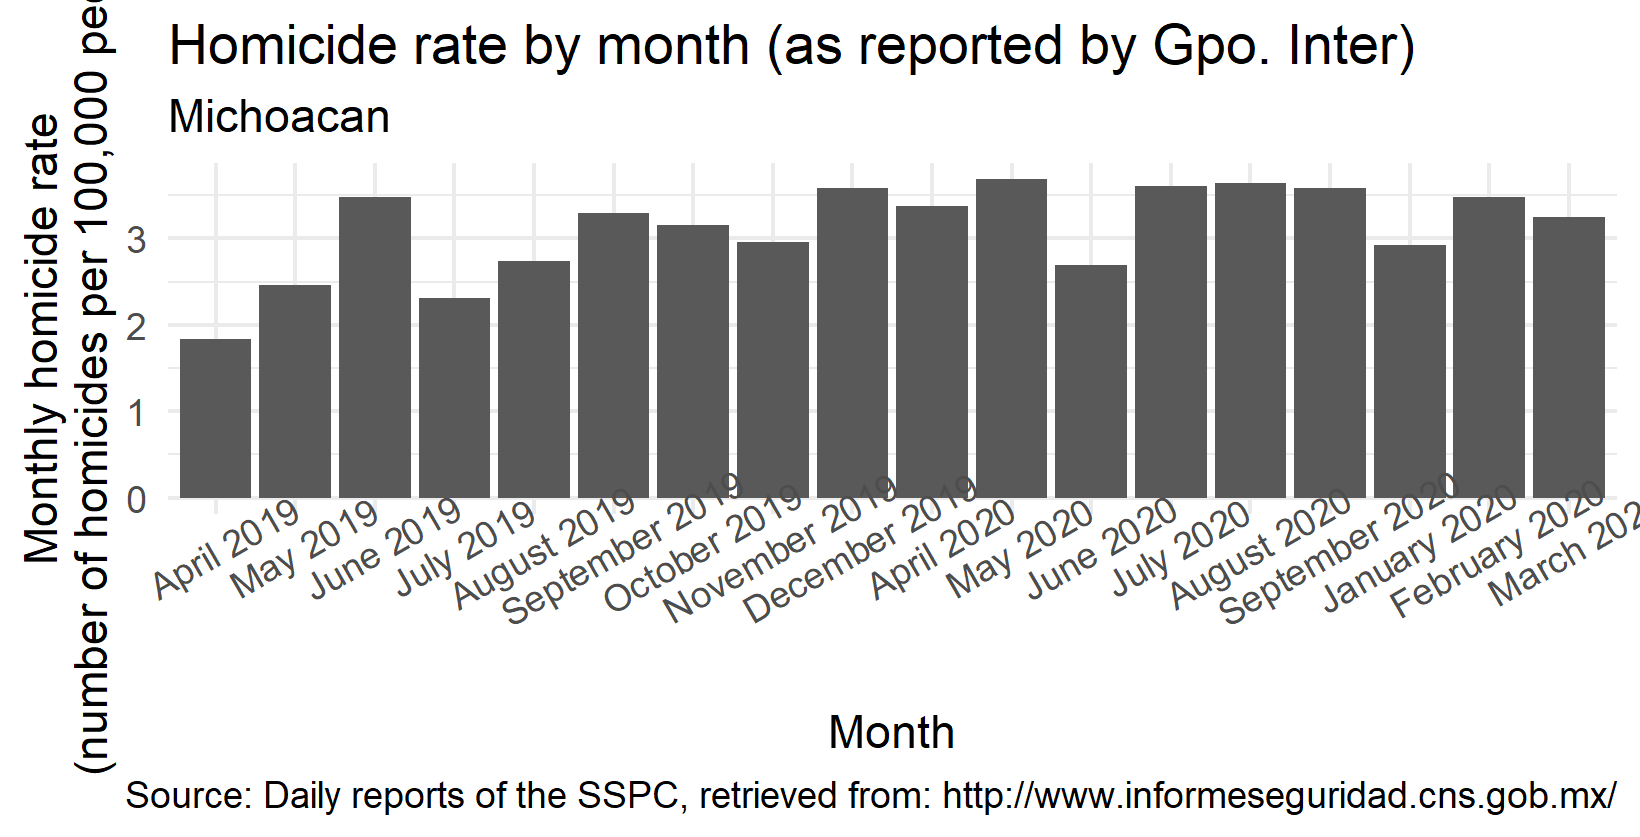 Homicide rate by month (as reported by Gpo. Inter)
Michoacan
Monthly homicide rate
(number of homicides per 100,000
3
2
1
0
April 2019
May 2019
June 2019
July 2019
August 2019
September 2019
October 2019
November 2019
December 2019
April 2020
May 2020
June 2020
July 2020
August 2020
September 2020
January 2020
February 2020
March 202
Month
Source: Daily reports of the SSPC, retrieved from: http://www.informeseguridad.cns.gob.mx/